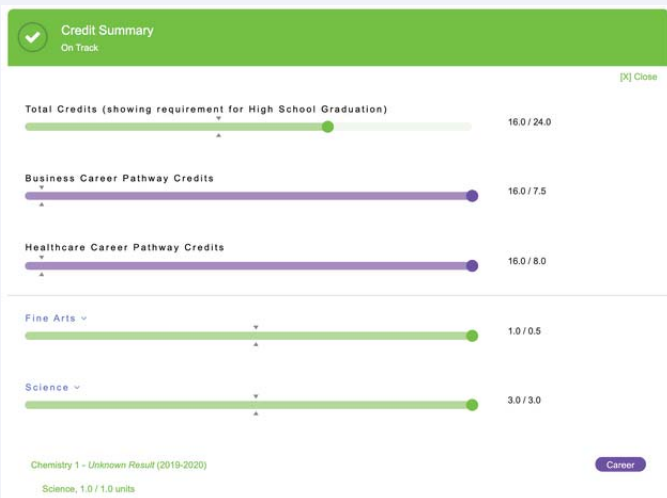 Credit Summary
On Track
[X] Close
Total Credits (showing requirement for High School Graduation)
16.0 / 24.0
Business Career Pathway Credits
16.0 / 7.5
Healthcare Career Pathway Credits
16.0 / 8.0
Fine Arts
1.0 / 0.5
Science
3.0 / 3.0
Chemistry 1 - Unknown Result (2019-2020)
Career
Science, 1.0 / 1.0 units